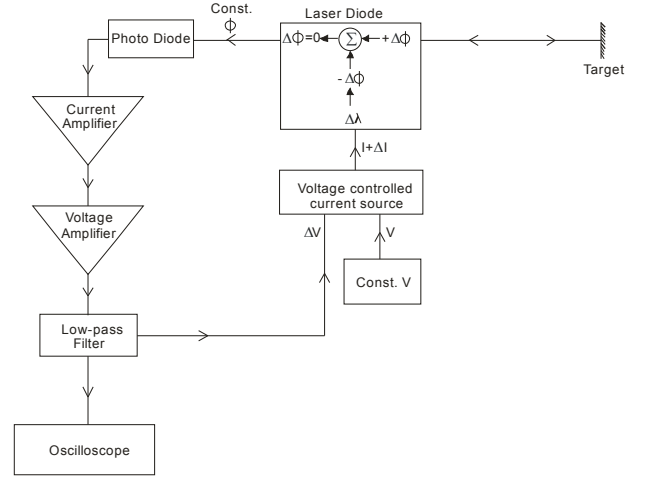 Const.
ϕ
Laser Diode
Photo Diode
Δϕ=0
Σ
+Δϕ
-Δϕ
Δλ
Target
Current
Amplifier
I+ΔI
Voltage controlled
current source
Voltage
Amplifier
ΔV
V
Const. V
Low-pass
Filter
Oscilloscope